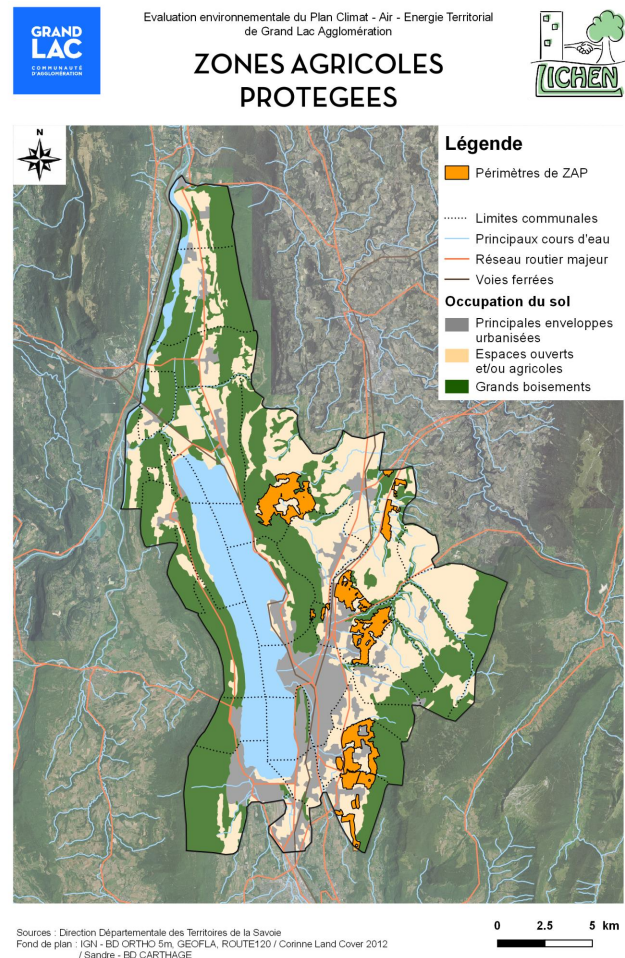 GRAND
LAC
COMMUNAUTÉ
D'AGGLOMÉRATION
Evaluation environnementale du Plan Climat - Air - Energie Territorial
de Grand Lac Agglomération
ZONES AGRICOLES
PROTEGEES
LICHEN
N
Légende
Périmètres de ZAP
Limites communales
Principaux cours d'eau
Réseau routier majeur
Voies ferrées
Occupation du sol
Principales enveloppes
urbanisées
Espaces ouverts
et/ou agricoles
Grands boisements
Sources : Direction Départementale des Territoires de la Savoie
Fond de plan : IGN - BD ORTHO 5m, GEOFLA, ROUTE120 / Corinne Land Cover 2012
/ Sandre - BD CARTHAGE
0 2.5 5 km